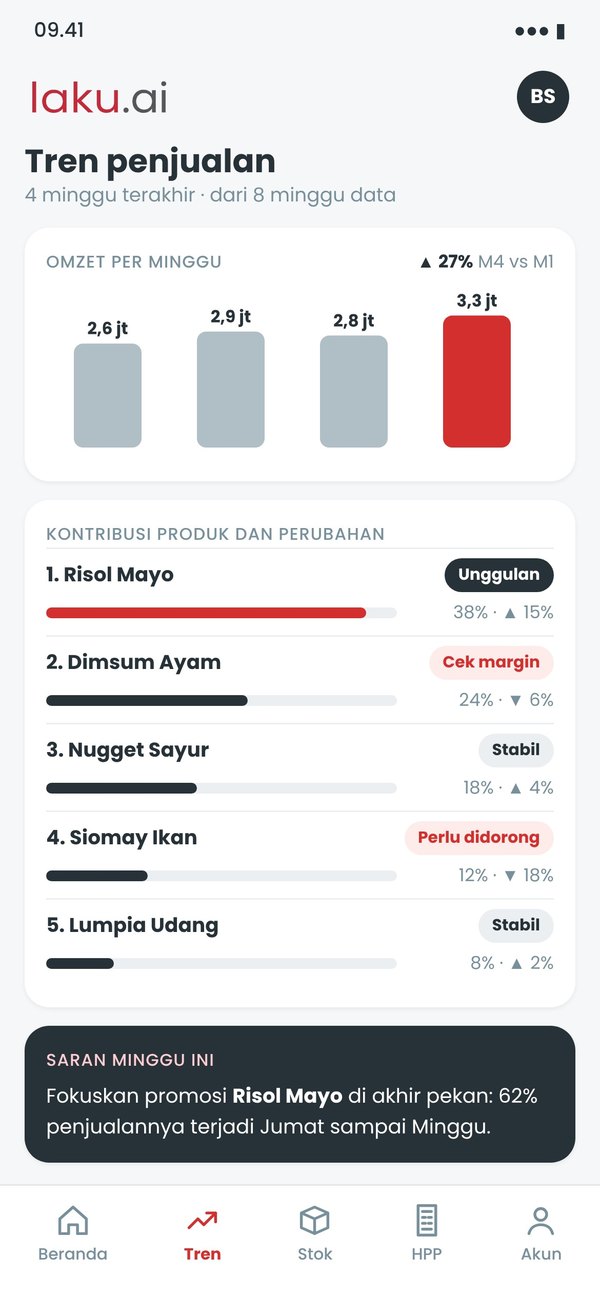 09.41
laku.ai
BS
Tren penjualan
4 minggu terakhir · dari 8 minggu data
OMZET PER MINGGU
▲ 27% M4 vs M1
2,6 jt
2,9 jt
2,8 jt
3,3 jt
KONTRIBUSI PRODUK DAN PERUBAHAN
1. Risol Mayo
Unggulan
38% · ▲ 15%
2. Dimsum Ayam
Cek margin
24% · ▼ 6%
3. Nugget Sayur
Stabil
18% · ▲ 4%
4. Siomay Ikan
Perlu didorong
12% · ▼ 18%
5. Lumpia Udang
Stabil
8% · ▲ 2%
SARAN MINGGU INI
Fokuskan promosi Risol Mayo di akhir pekan: 62%
penjualannya terjadi Jumat sampai Minggu.
Beranda
Tren
Stok
HPP
Akun